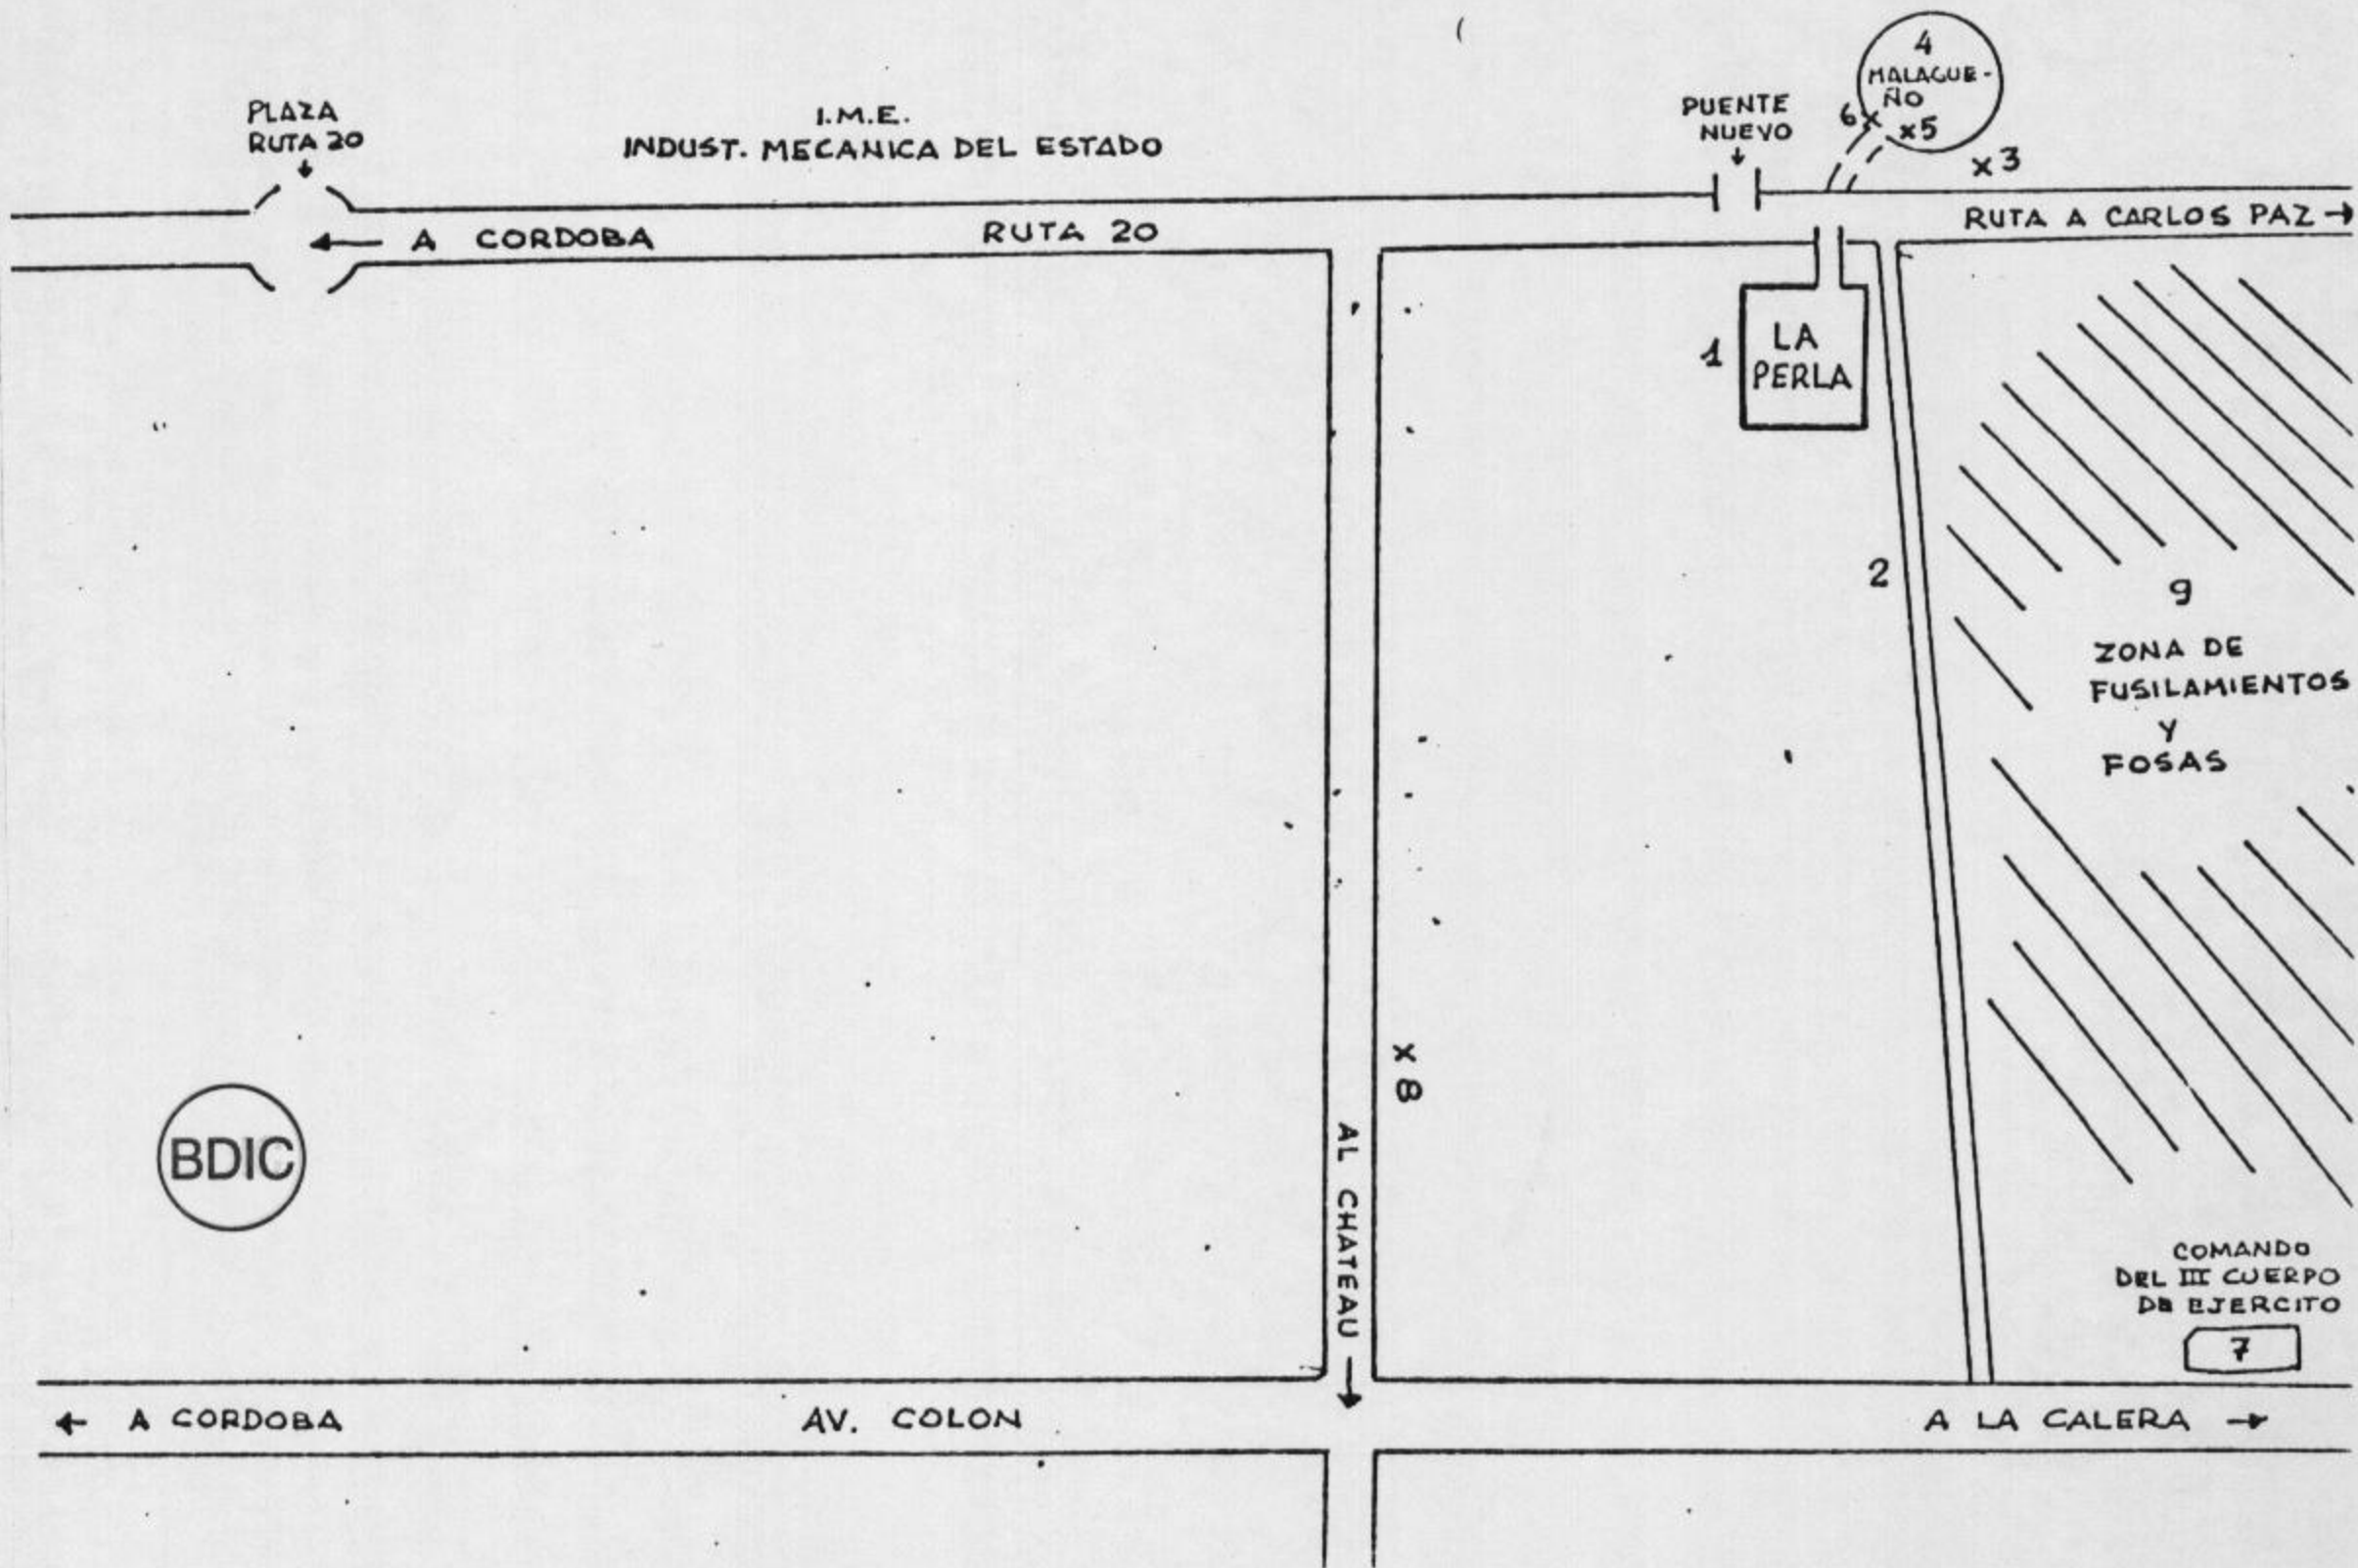 4
MALAGUE-
ÑO
6x
x5
x3
PLAZA
RUTA 20
I.M.E.
INDUST. MECANICA DEL ESTADO
PUENTE
NUEVO
← A CORDOBA
RUTA 20
RUTA A CARLOS PAZ →
1
LA
PERLA
2
9
ZONA DE
FUSILAMIENTOS
Y
FOSAS
x 8
AL CHATEAU →
BDIC
COMANDO
DEL III CUERPO
DE EJERCITO
7
← A CORDOBA
AV. COLON
A LA CALERA →